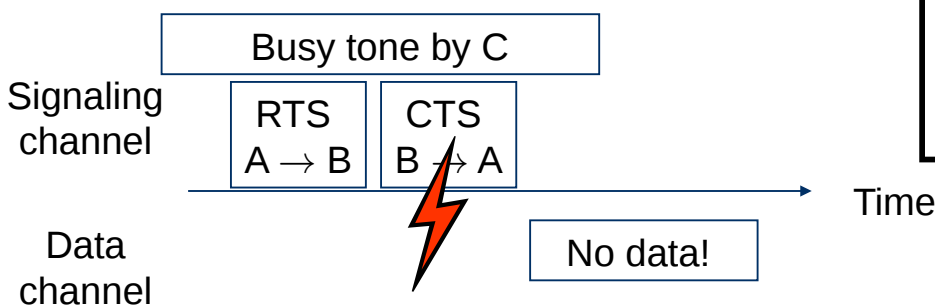 Busy tone by C
Signaling
channel
RTS
A → B
CTS
B → A
Time
Data
channel
No data!